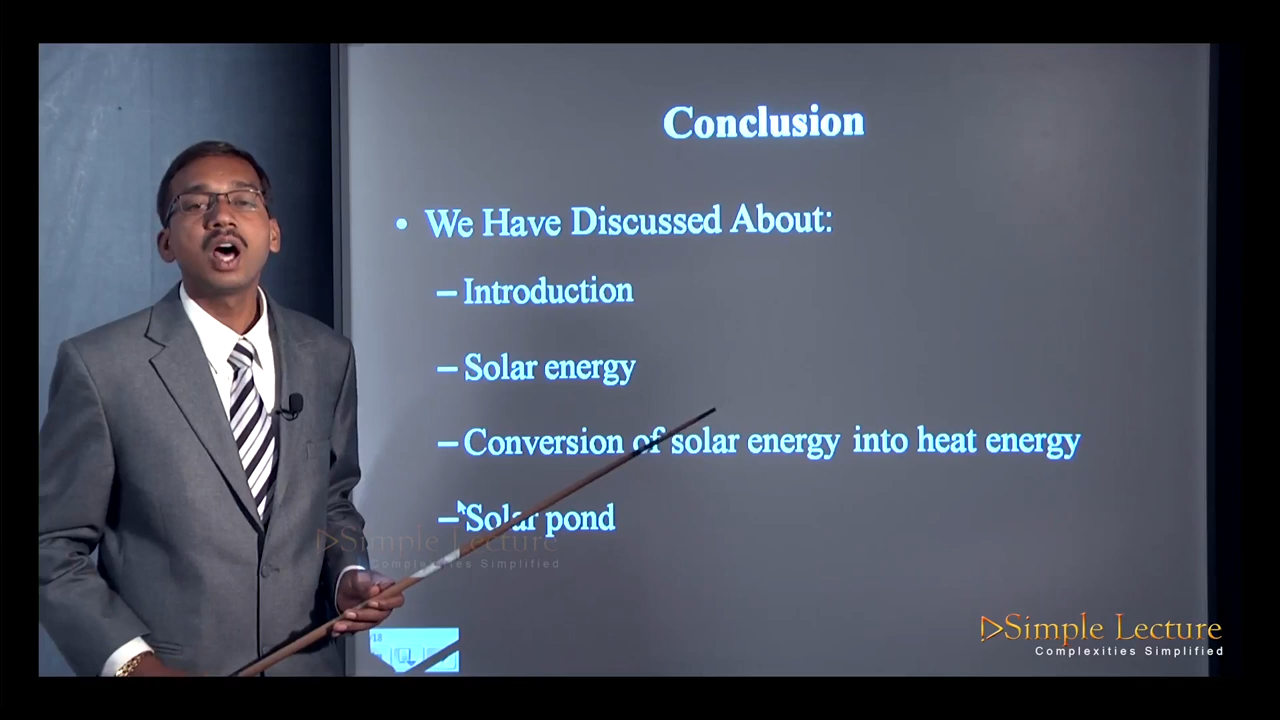 Conclusion
• We Have Discussed About:
– Introduction
– Solar energy
– Conversion of solar energy into heat energy
– Solar pond
Simple Lecture
Complexities Simplified
/18
Simple Lecture
Complexities Simplified